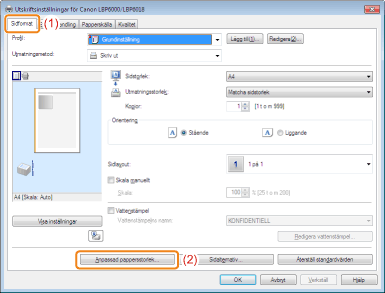 Utskriftsinställningar för Canon LBP6000/LBP6018
Sidformat (1) Papperskälla Kvalitet
Profil: Grundinställning Lägg till(1)... Redigera(2)...
Utmatningsmetod: Skriv ut
Sidstorlek: A4
Utmatningsstorlek: Matcha sidstorlek
Kopior: 1 [1 to m 999]
Orientering
A Stående A Liggande
Sidlayout: 1 1 på 1
Skala manuellt
Skala: 100 % [25 to m 200]
A4 [Skala: Auto]
Visa inställningar
Vattenstämpel
Vattenstämpelns namn: KONFIDENTIELL
Redigera vattenstämpel...
Anpassad pappersstorlek... (2) Sidalternativ... Återställ standardvärden
OK Avbryt Verkställ Hjälp